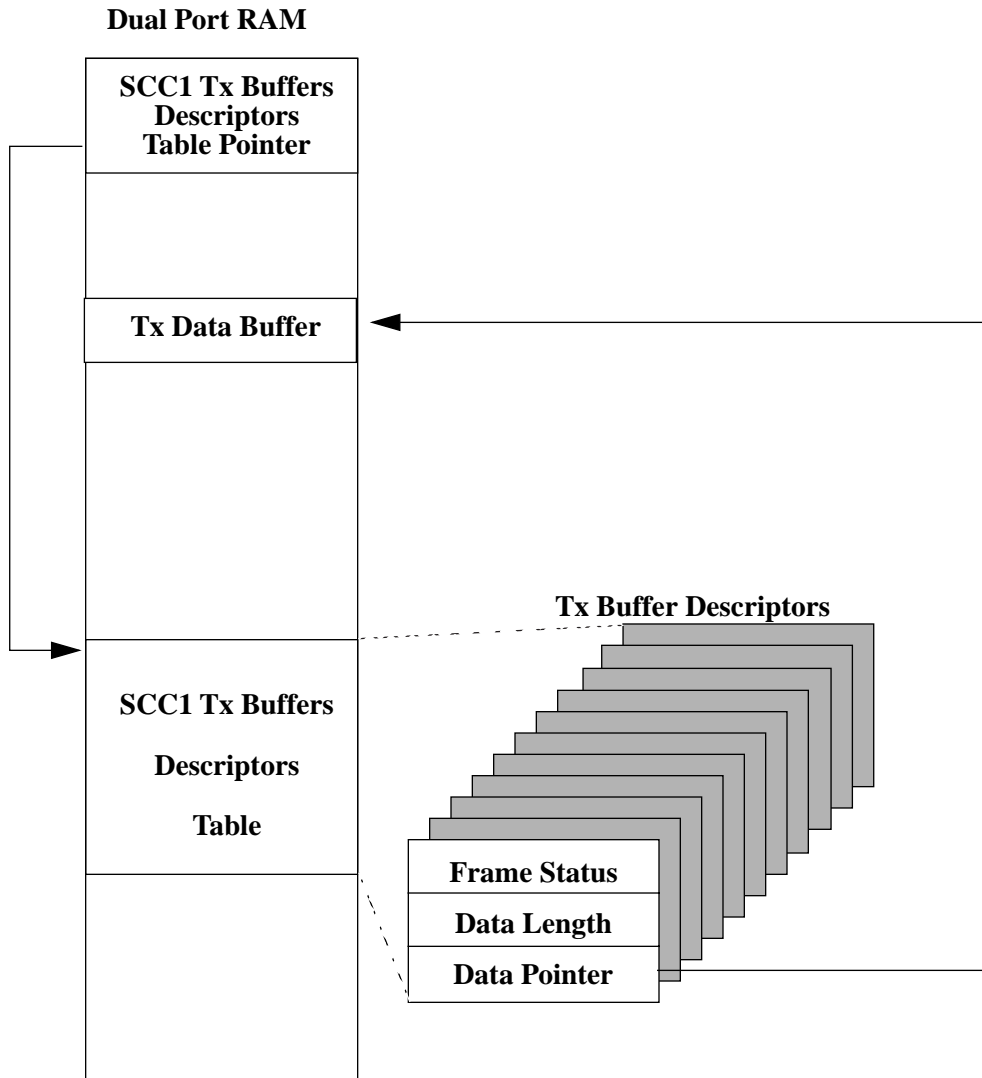 Dual Port RAM
SCC1 Tx Buffers
Descriptors
Table Pointer
Tx Data Buffer
Tx Buffer Descriptors
SCC1 Tx Buffers
Descriptors
Table
Frame Status
Data Length
Data Pointer